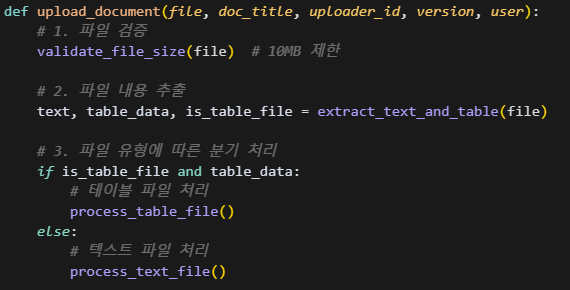 def upload_document(file, doc_title, uploader_id, version, user):
    # 1. 파일 검증
    validate_file_size(file)  # 10MB 제한
    # 2. 파일 내용 추출
    text, table_data, is_table_file = extract_text_and_table(file)
    # 3. 파일 유형에 따른 분기 처리
    if is_table_file and table_data:
        # 테이블 파일 처리
        process_table_file()
    else:
        # 텍스트 파일 처리
        process_text_file()